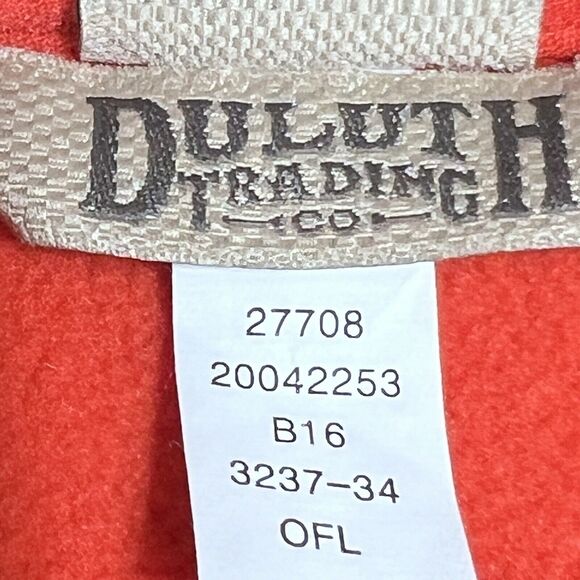 DULUTH
TRADING
CO
27708
20042253
B16
3237-34
OFL